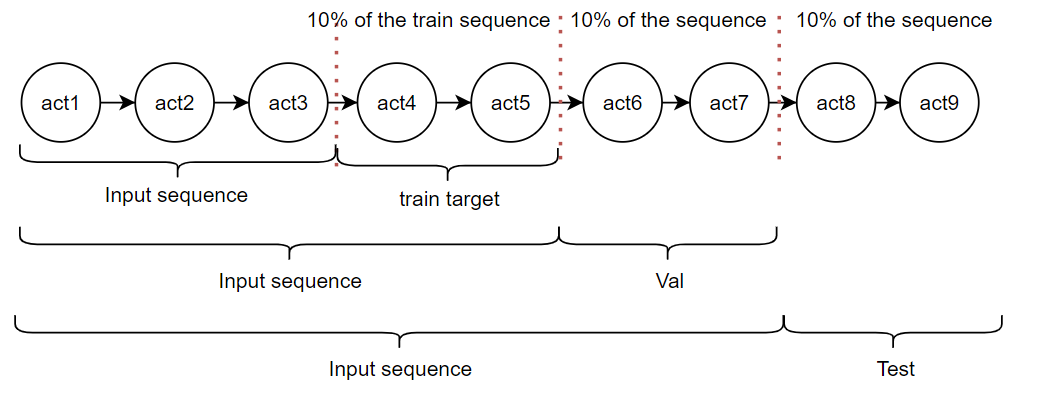 10% of the train sequence
10% of the sequence
10% of the sequence
act1
act2
act3
act4
act5
act6
act7
act8
act9
Input sequence
train target
Input sequence
Val
Input sequence
Test